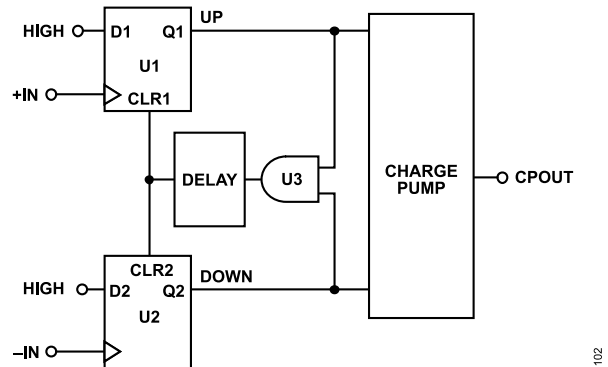 UP
HIGH
D1
Q1
U1
+IN
CLR1
DELAY
U3
CHARGE
PUMP
CPOUT
CLR2
DOWN
HIGH
D2
Q2
U2
–IN
102